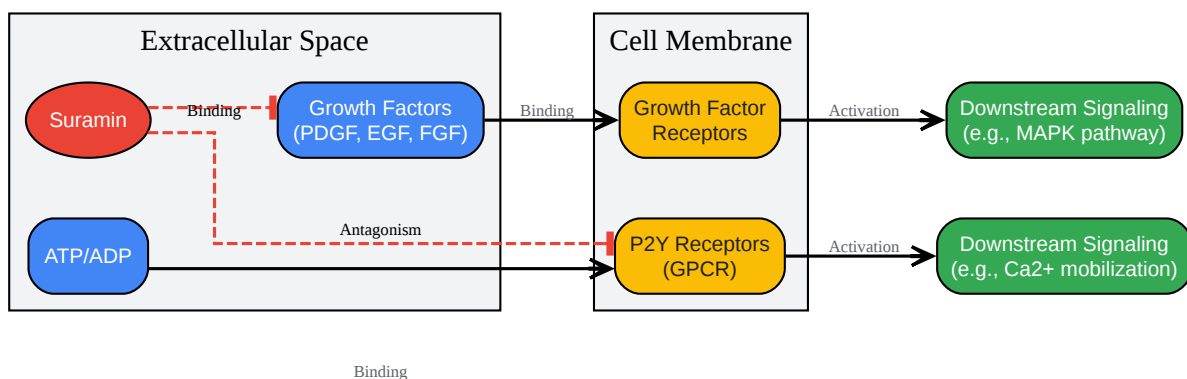 Extracellular Space
Cell Membrane
Suramin
Binding
Growth Factors
(PDGF, EGF, FGF)
Binding
Growth Factor
Receptors
Activation
Downstream Signaling
(e.g., MAPK pathway)
ATP/ADP
Antagonism
P2Y Receptors
(GPCR)
Activation
Downstream Signaling
(e.g., Ca2+ mobilization)
Binding